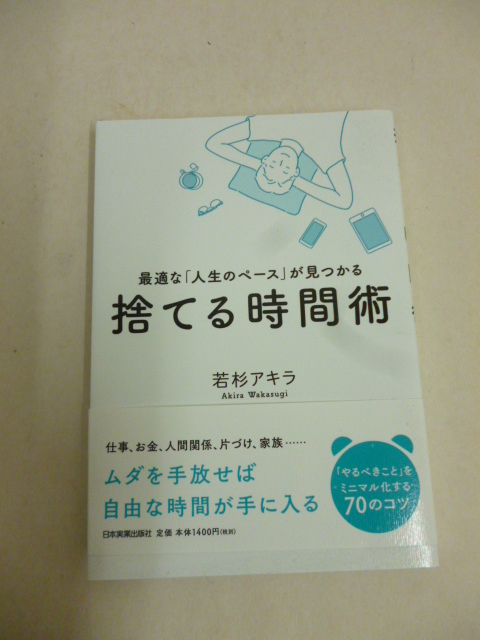 最適な「人生のペース」が見つかる
捨てる時間術
若杉アキラ
Akira Wakasugi
仕事、お金、人間関係、片づけ、家族……
ムダを手放せば
自由な時間が手に入る
「やるべきこと」を
ミニマル化する
70のコツ
日本実業出版社 定価 本体1400円(税別)